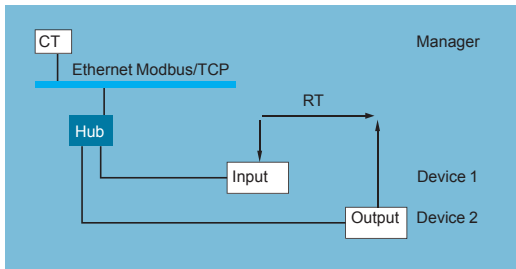 CT
Manager
Ethernet Modbus/TCP
RT
Hub
Input
Device 1
Output
Device 2